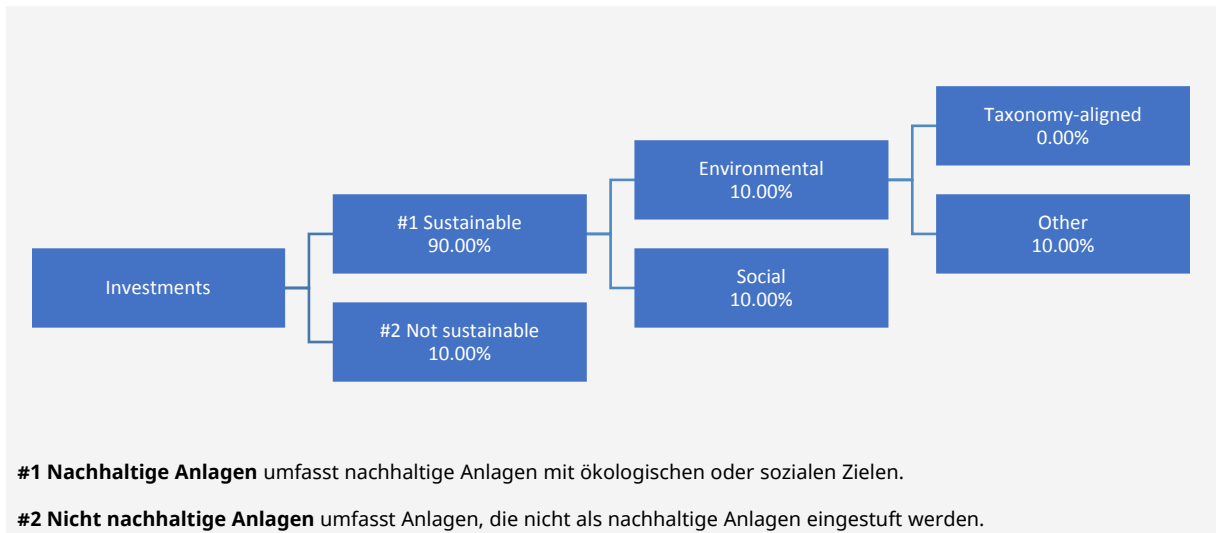 Investments
#1 Sustainable
90.00%
#2 Not sustainable
10.00%
Environmental
10.00%
Social
10.00%
Taxonomy-aligned
0.00%
Other
10.00%
#1 Nachhaltige Anlagen umfasst nachhaltige Anlagen mit ökologischen oder sozialen Zielen.
#2 Nicht nachhaltige Anlagen umfasst Anlagen, die nicht als nachhaltige Anlagen eingestuft werden.